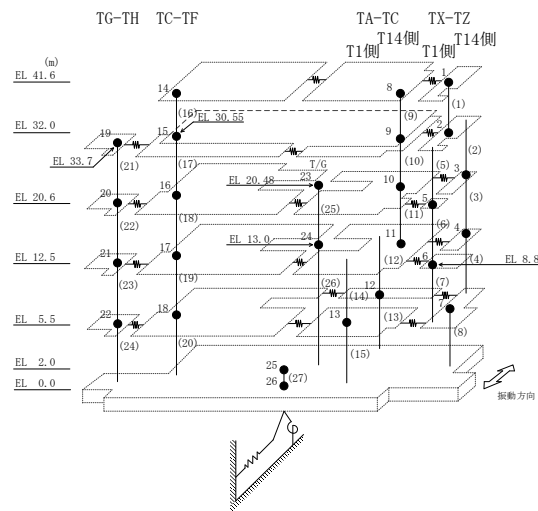 TG-TH
TC-TF
TA-TC
TX-TZ
T14側
T14側
T1側
T1側
(m)
EL 41.6
14
8
1
(16)
EL 30.55
(9)
(1)
EL 32.0
19
15
9
2
EL 33.7
(21)
(17)
T/G
(10)
(5)
(2)
EL 20.6
20
16
EL 20.48
23
10
3
(3)
(22)
(18)
(25)
(11)
5
EL 12.5
21
17
EL 13.0
24
11
(6)
4
(23)
(19)
(12)
6
(4)
EL 8.8
(26)
(14)
12
(7)
EL 5.5
22
18
13
(13)
7
(24)
(20)
(15)
(8)
EL 2.0
25
EL 0.0
26
(27)
振動方向